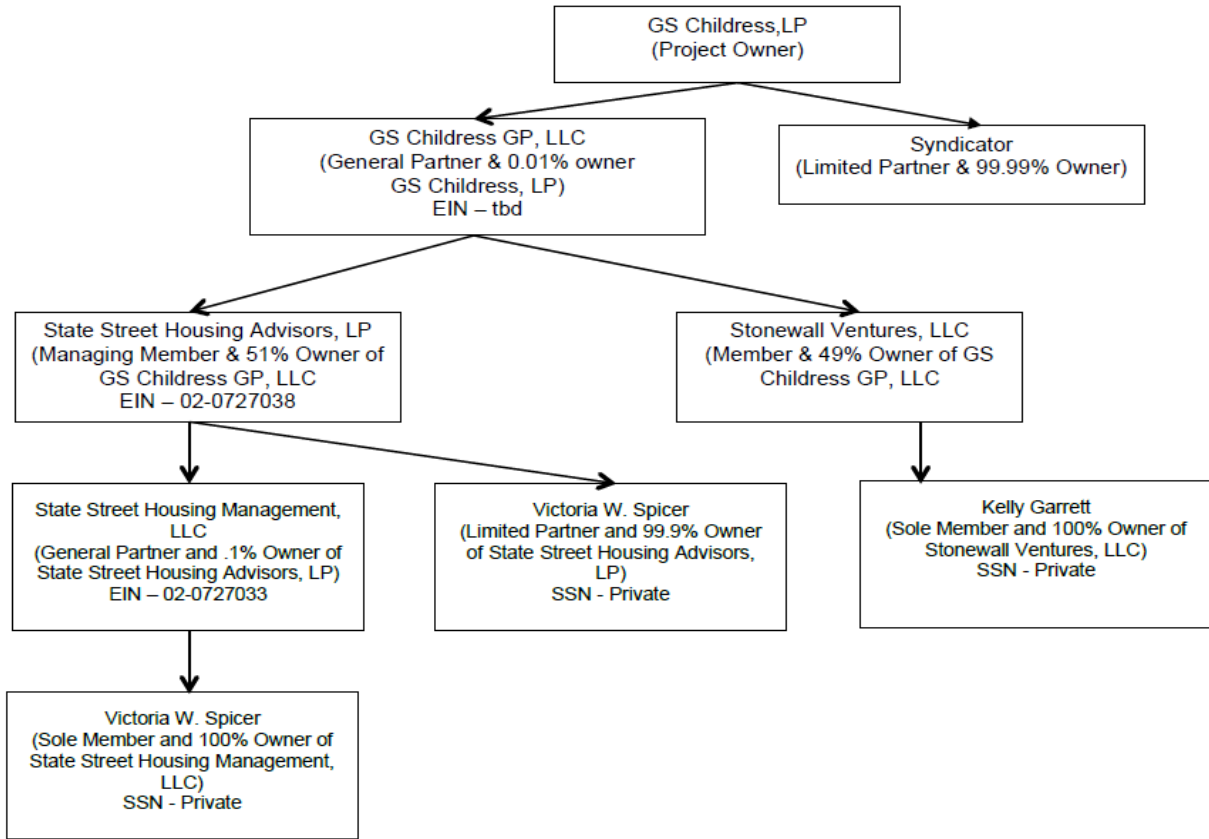 GS Childress,LP
(Project Owner)
GS Childress GP, LLC
(General Partner & 0.01% owner
GS Childress, LP)
EIN – tbd
Syndicator
(Limited Partner & 99.99% Owner)
State Street Housing Advisors, LP
(Managing Member & 51% Owner of
GS Childress GP, LLC
EIN – 02-0727038
Stonewall Ventures, LLC
(Member & 49% Owner of GS
Childress GP, LLC
State Street Housing Management,
LLC
(General Partner and .1% Owner of
State Street Housing Advisors, LP)
EIN – 02-0727033
Victoria W. Spicer
(Limited Partner and 99.9% Owner
of State Street Housing Advisors,
LP)
SSN - Private
Kelly Garrett
(Sole Member and 100% Owner of
Stonewall Ventures, LLC)
SSN - Private
Victoria W. Spicer
(Sole Member and 100% Owner of
State Street Housing Management,
LLC)
SSN - Private